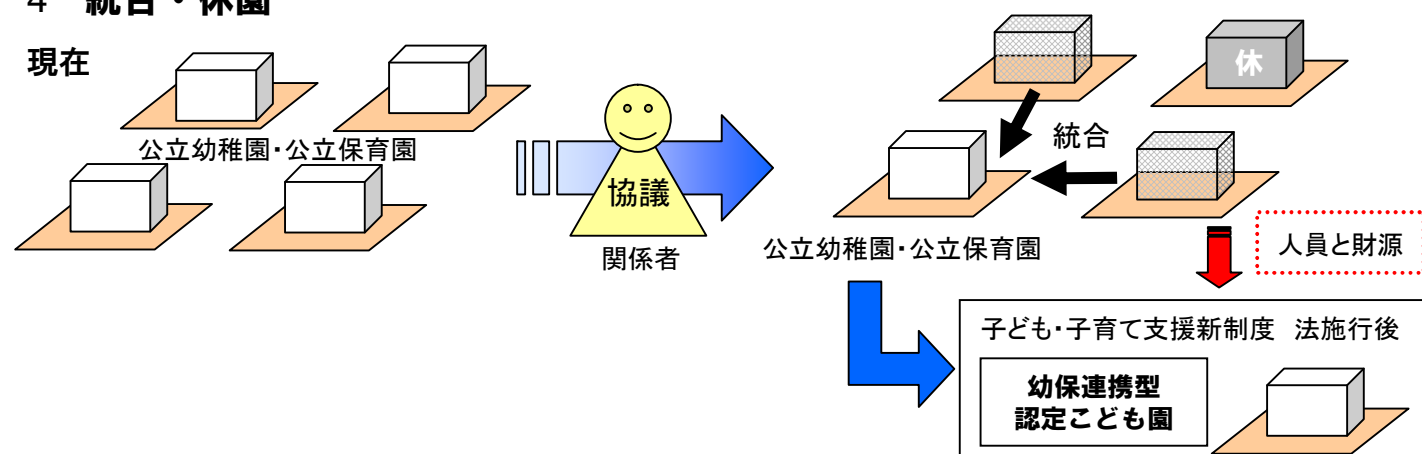 4 統合・休園
現在
公立幼稚園・公立保育園
協議
関係者
休
統合
公立幼稚園・公立保育園
人員と財源
子ども・子育て支援新制度 法施行後
幼保連携型
認定こども園